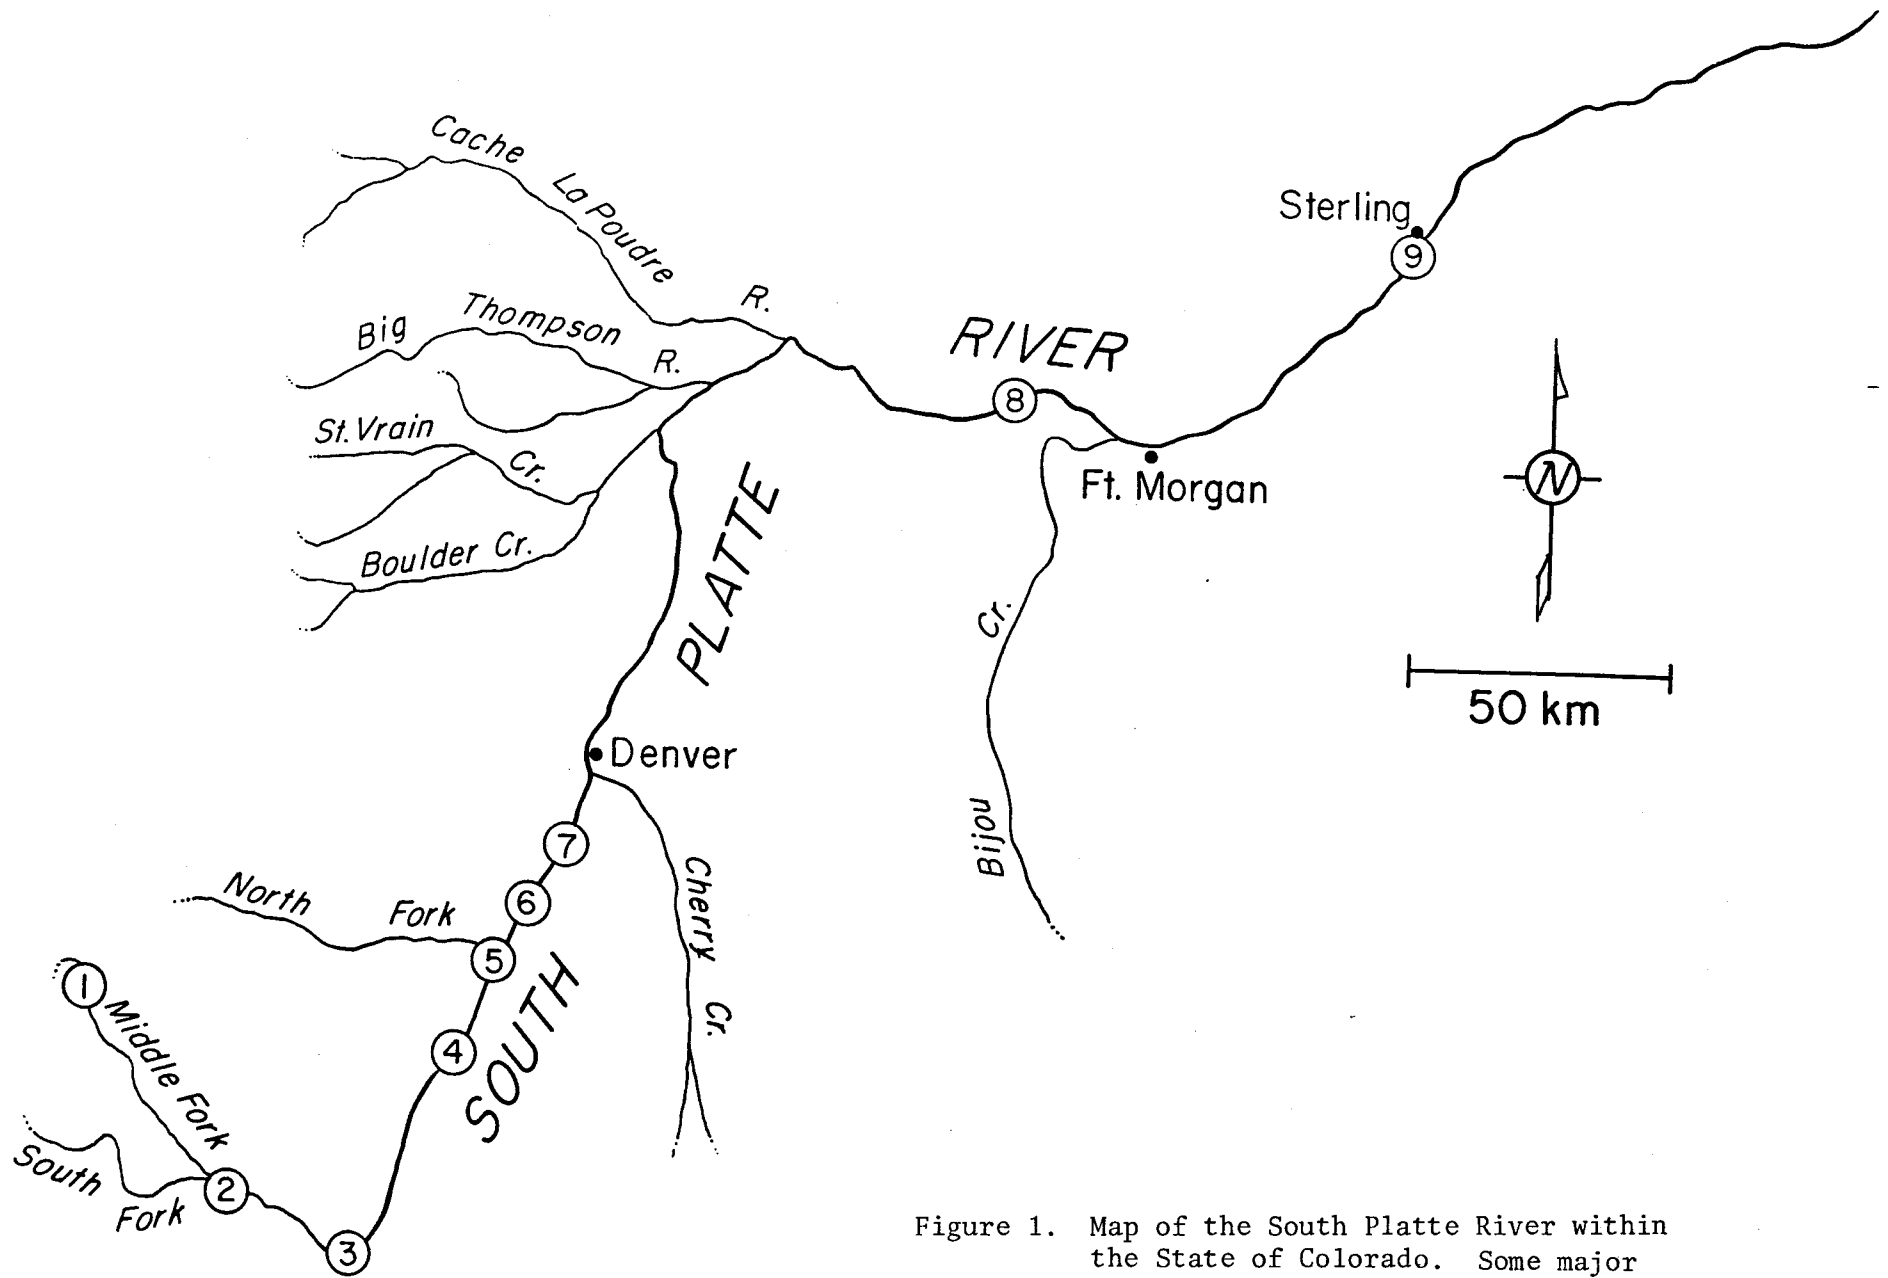 Cache
La Poudre
R.
Big
Thompson
R.
St. Vrain
Cr.
Boulder Cr.
RIVER
Sterling
9
8
Ft. Morgan
N
50 km
PLATTE
Cr.
Bijou
Denver
7
6
5
4
North
Fork
SOUTH
Cherry
Cr.
1
Middle Fork
South
Fork
2
3
Figure 1. Map of the South Platte River within
the State of Colorado. Some major